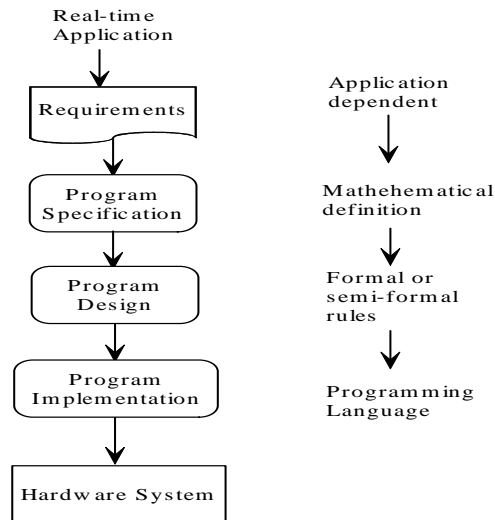 Real-time
Application
Requirements
Program
Specification
Program
Design
Program
Implementation
Hardware System
Application
dependent
Mathehematical
definition
Formal or
semi-formal
rules
Programming
Language